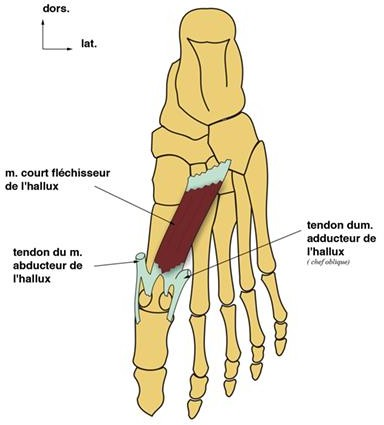 dors.
lat.
m. court fléchisseur
de l'hallux
tendon du m.
abducteur de
l'hallux
tendon dum.
adducteur de
l'hallux
( chef oblique)